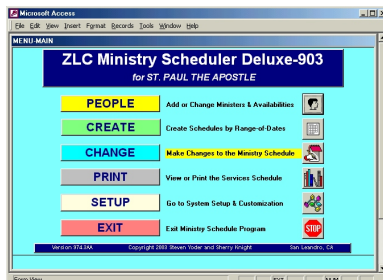 Microsoft Access
File Edit View Insert Format Records Tools Window Help
MENU-MAIN
ZLC Ministry Scheduler Deluxe-903
for ST. PAUL THE APOSTLE
PEOPLE Add or Change Ministers & Availabilities
CREATE Create Schedules by Range-of-Dates
CHANGE Make Changes to the Ministry Schedule
PRINT View or Print the Services Schedule
SETUP Go to System Setup & Customization
EXIT Exit Ministry Schedule Program STOP
Version 974.3AA Copyright 2003 Steven Yoder and Sherry Knight San Leandro, CA
Form View NUM